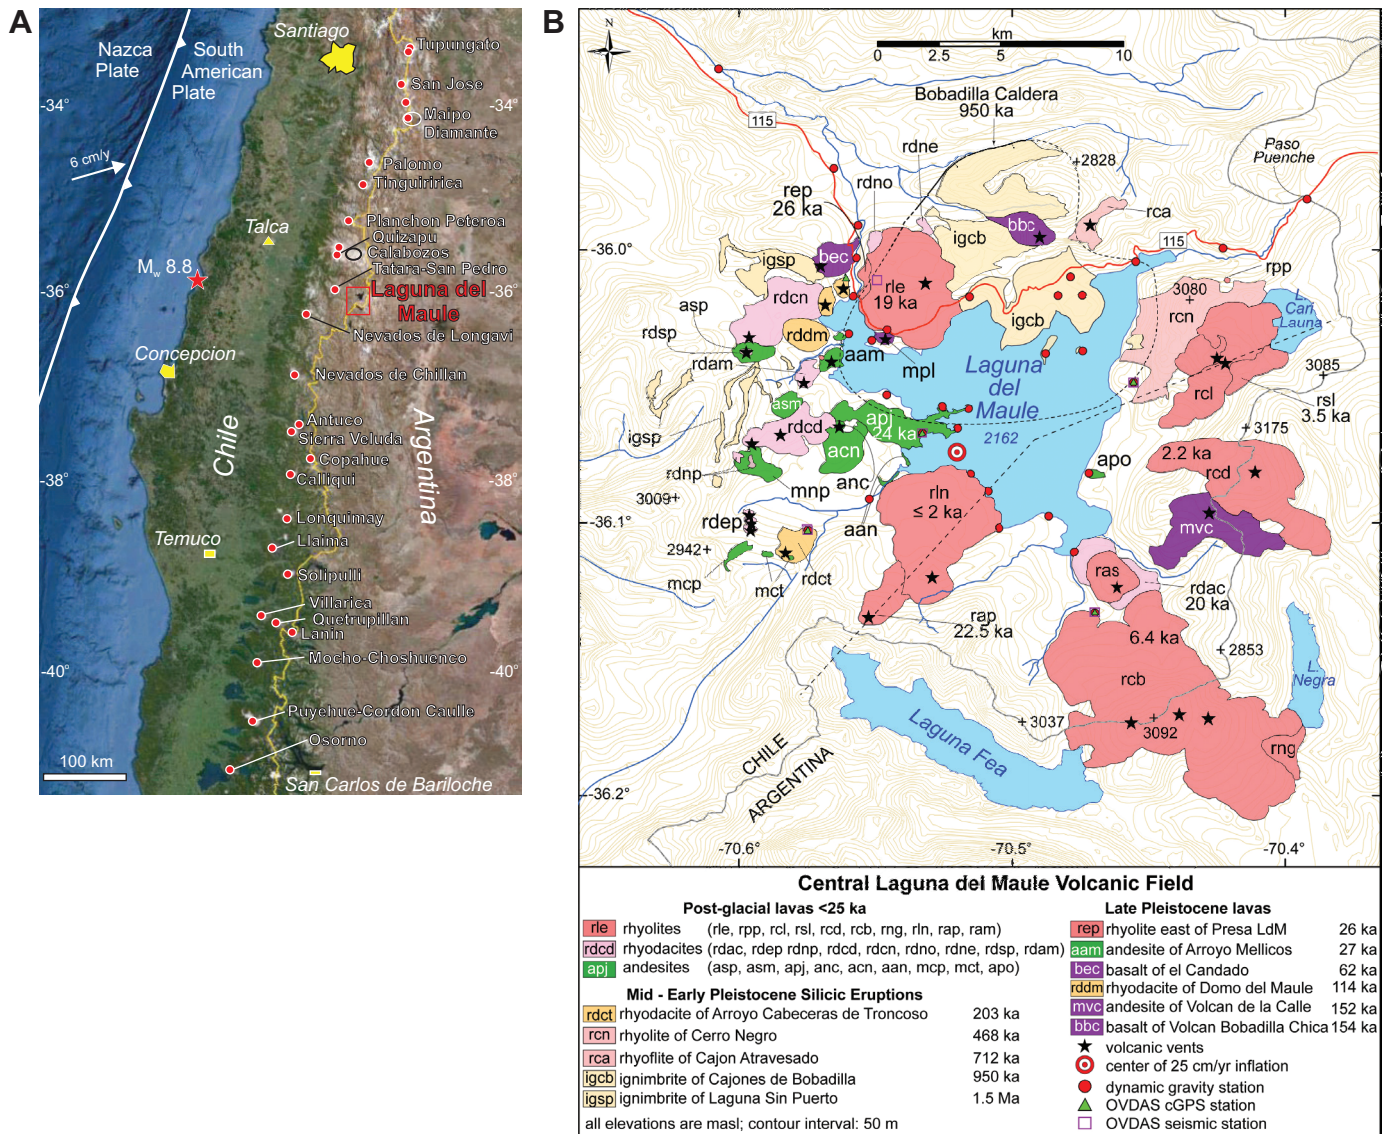 A
Nazca
Plate
South
American
Plate
Santiago
Tupungato
San Jose
-34°
-34°
Maipo
Diamante
6 cm/y
Palomo
Tinguiririca
Talca
Planchon Peteroa
Quizapu
Calabozos
Tatara-San Pedro
Mw 8.8
-36°
-36°
Laguna del
Maule
Nevados de Longavi
Concepcion
Nevados de Chillan
Chile
Argentina
Antuco
Sierra Veluda
Copahue
Calliqui
-38°
-38°
Lonquimay
Temuco
Llaima
Solipulli
Villarica
Quetrupillan
Lanin
Mocho-Choshuenco
-40°
-40°
Puyehue-Cordon Caulle
Osorno
100 km
San Carlos de Bariloche
B
N
km
0 2.5 5 10
Bobadilla Caldera
950 ka
115
rdne
+2828
Paso
Puenche
rdno
rep
26 ka
rca
bbc
-36.0°
-36.0°
115
igcb
bec
igsp
rpp
rle
19 ka
3080
+
L.
Cari
Launa
rdcn
asp
igcb
rcn
rdsp
rddm
aam
mpl
Laguna
del
Maule
3085
+
rdam
rcl
rsl
3.5 ka
asm
apj
24 ka
rdcd
2162
+3175
igsp
acn
2.2 ka
rcd
apo
rdnp
mnp
anc
rln
≤ 2 ka
3009+
mvc
-36.1°
-36.1°
rdep
aan
2942+
mcp
mct
rdct
ras
rdac
20 ka
rap
22.5 ka
6.4 ka
+2853
rcb
L.
Negra
Laguna Fea
+3037
+
3092
CHILE
ARGENTINA
rng
-36.2°
-36.2°
-70.6°
-70.5°
-70.4°
Central Laguna del Maule Volcanic Field
Post-glacial lavas <25 ka
rle rhyolites (rle, rpp, rcl, rsl, rcd, rcb, rng, rln, rap, ram)
rdcd rhyodacites (rdac, rdep rdnp, rdcd, rdcn, rdno, rdne, rdsp, rdam)
apj andesites (asp, asm, apj, anc, acn, aan, mcp, mct, apo)
Mid - Early Pleistocene Silicic Eruptions
rdct rhyodacite of Arroyo Cabeceras de Troncoso 203 ka
rcn rhyolite of Cerro Negro 468 ka
rca rhyoflite of Cajon Atravesado 712 ka
igcb ignimbrite of Cajones de Bobadilla 950 ka
igsp ignimbrite of Laguna Sin Puerto 1.5 Ma
all elevations are masl; contour interval: 50 m
Late Pleistocene lavas
rep rhyolite east of Presa LdM 26 ka
aam andesite of Arroyo Mellicos 27 ka
bec basalt of el Candado 62 ka
rddm rhyodacite of Domo del Maule 114 ka
mvc andesite of Volcan de la Calle 152 ka
bbc basalt of Volcan Bobadilla Chica 154 ka
volcanic vents
center of 25 cm/yr inflation
dynamic gravity station
OVDAS cGPS station
OVDAS seismic station